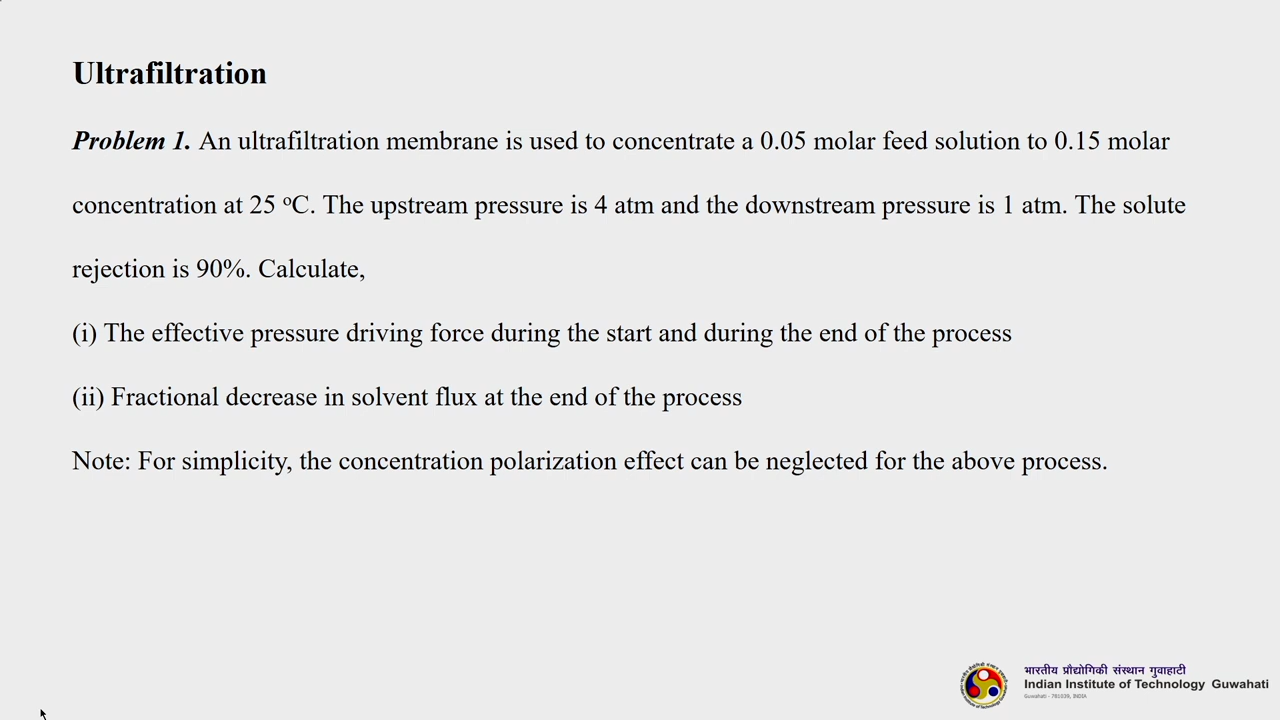 Ultrafiltration
Problem 1. An ultrafiltration membrane is used to concentrate a 0.05 molar feed solution to 0.15 molar
concentration at 25 °C. The upstream pressure is 4 atm and the downstream pressure is 1 atm. The solute
rejection is 90%. Calculate,
(i) The effective pressure driving force during the start and during the end of the process
(ii) Fractional decrease in solvent flux at the end of the process
Note: For simplicity, the concentration polarization effect can be neglected for the above process.
भारतीय प्रौद्योगिकी संस्थान गुवाहाटी
Indian Institute of Technology Guwahati
Guwahati - 781039, INDIA